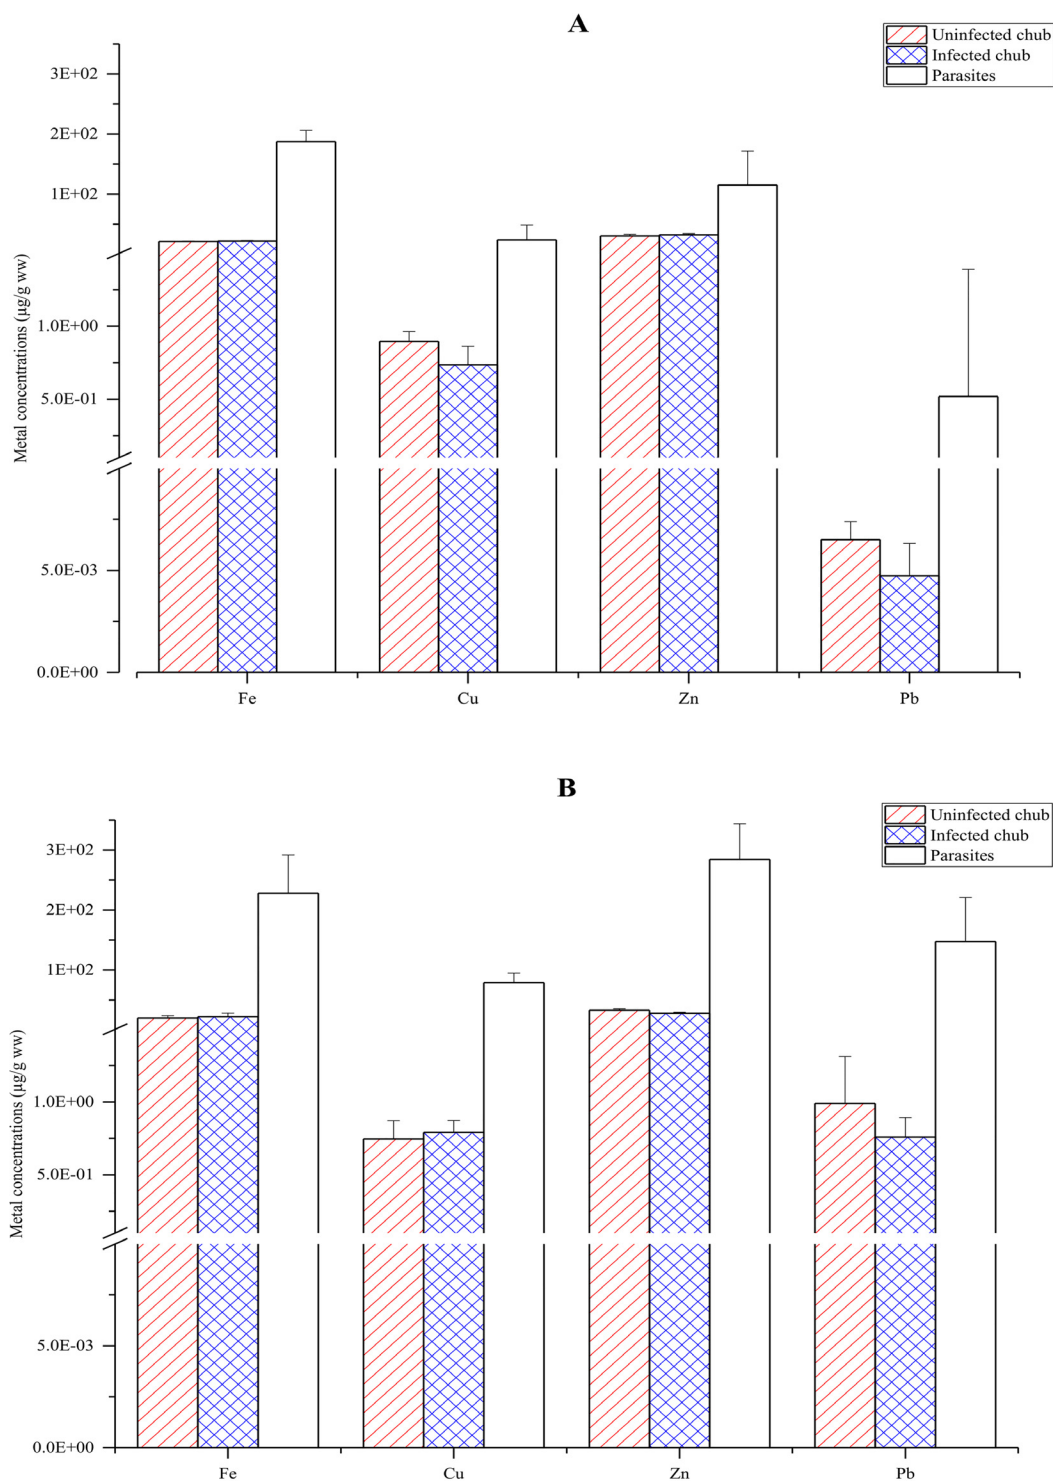 A
Uninfected chub
Infected chub
Parasites
3E+02
2E+02
1E+02
1.0E+00
5.0E-01
5.0E-03
0.0E+00
Metal concentrations (µg/g ww)
Fe Cu Zn Pb
B
Uninfected chub
Infected chub
Parasites
3E+02
2E+02
1E+02
1.0E+00
5.0E-01
5.0E-03
0.0E+00
Metal concentrations (µg/g ww)
Fe Cu Zn Pb